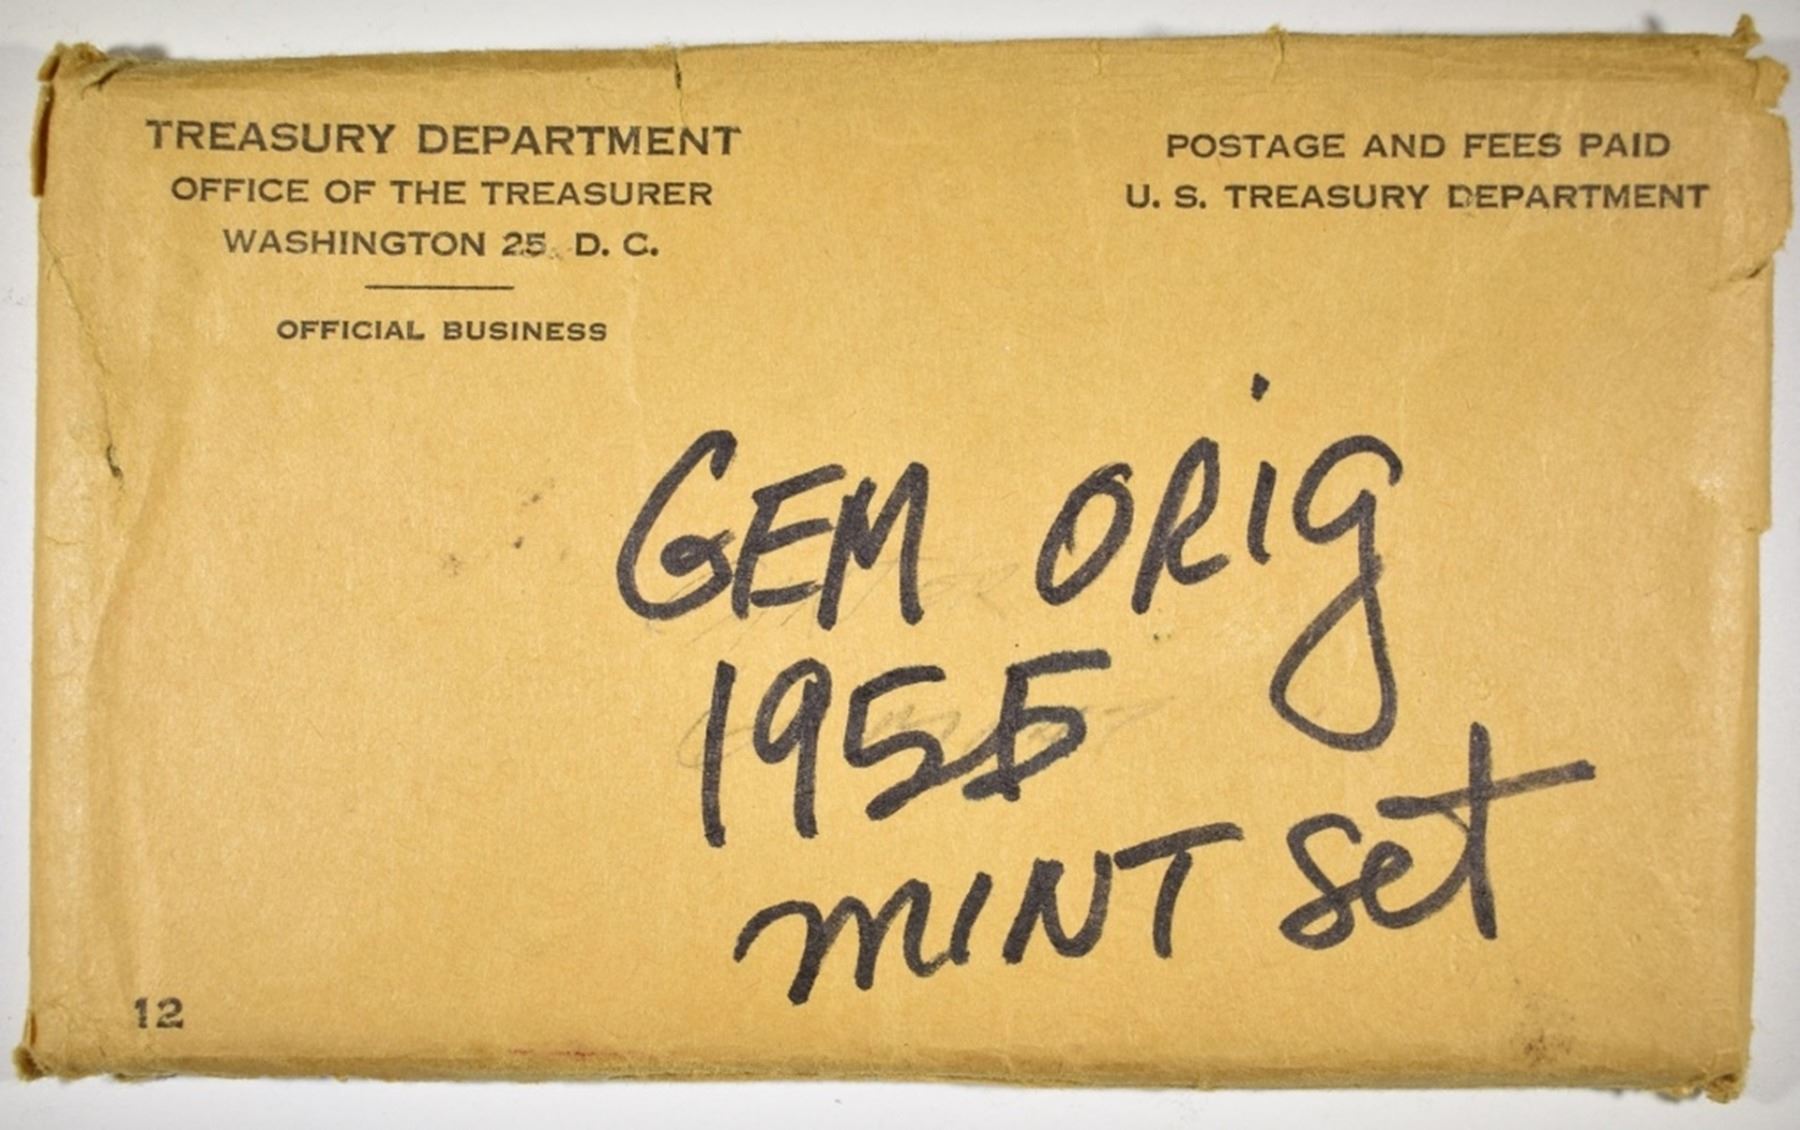 TREASURY DEPARTMENT
OFFICE OF THE TREASURER
WASHINGTON 25, D. C.
OFFICIAL BUSINESS
POSTAGE AND FEES PAID
U. S. TREASURY DEPARTMENT
GEM ORig
1955
MINT Set
12